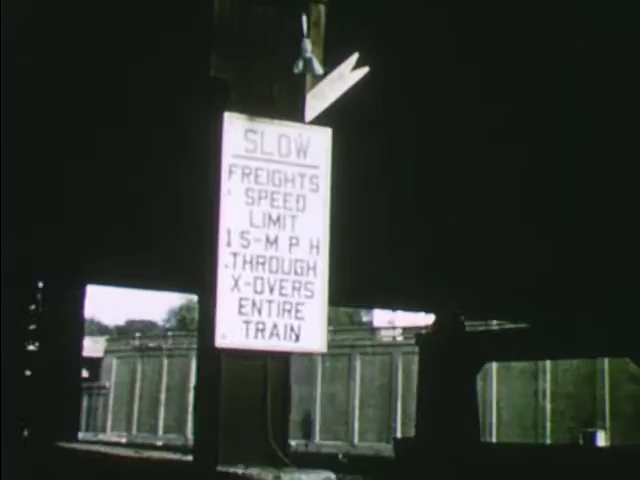 SLOW
FREIGHTS
SPEED
LIMIT
15-M P H
THROUGH
X-OVERS
ENTIRE
TRAIN